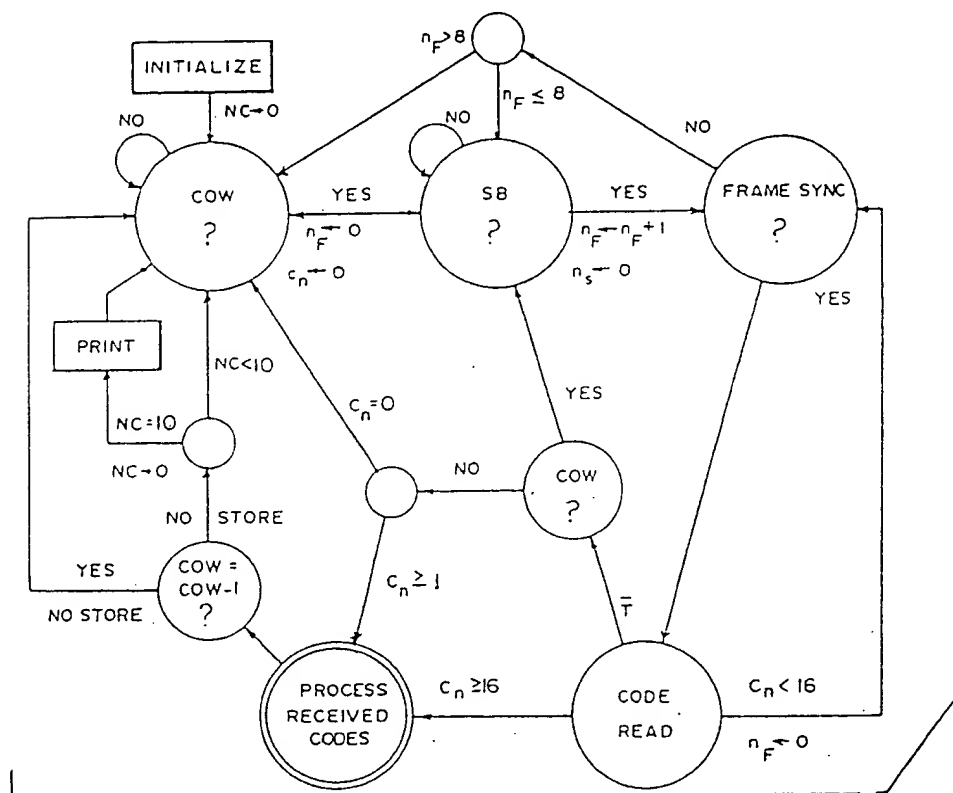 n_F > 8
INITIALIZE
NC→0
n_F ≤ 8
NO
NO
NO
COW
?
YES
n_F ← 0
c_n ← 0
SB
?
YES
n_F ← n_F + 1
n_s ← 0
FRAME SYNC
?
YES
PRINT
NC<10
NC=10
NC→0
C_n = 0
YES
NO
COW
?
NO
STORE
YES
NO STORE
COW =
COW-1
?
C_n ≥ 1
T̅
PROCESS
RECEIVED
CODES
C_n ≥16
CODE
READ
C_n < 16
n_F ← 0